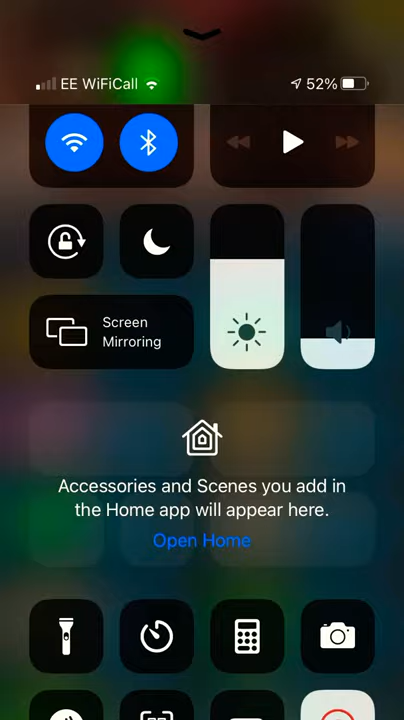 EE WiFiCall 52%
Screen
Mirroring
Accessories and Scenes you add in
the Home app will appear here.
Open Home